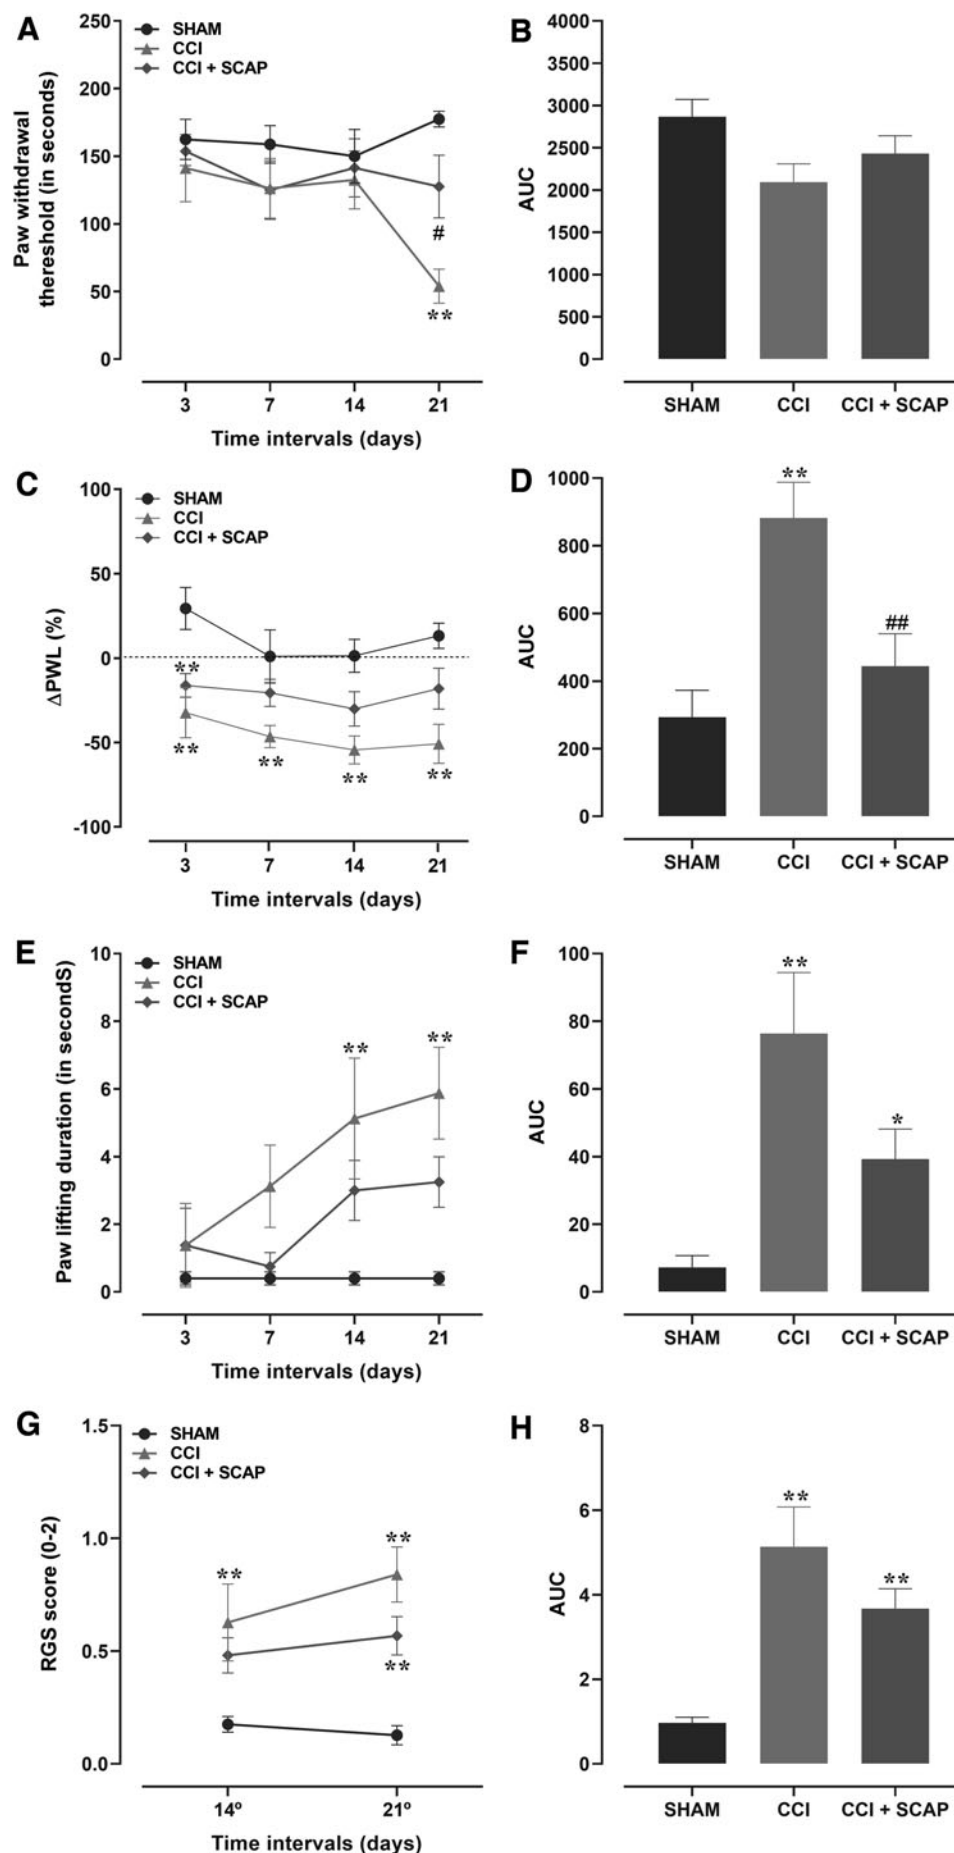 A
250
200
150
100
50
0
SHAM
CCI
CCI + SCAP
Paw withdrawal
thereshold (in seconds)
#
**
3 7 14 21
Time intervals (days)
B
4000
3500
3000
2500
2000
1500
1000
500
0
AUC
SHAM CCI CCI + SCAP
C
100
50
0
-50
-100
SHAM
CCI
CCI + SCAP
ΔPWL (%)
**
** ** ** **
3 7 14 21
Time intervals (days)
D
1000
800
600
400
200
0
AUC
**
##
SHAM CCI CCI + SCAP
E
10
8
6
4
2
0
SHAM
CCI
CCI + SCAP
Paw lifting duration (in secondS)
** **
3 7 14 21
Time intervals (days)
F
100
80
60
40
20
0
AUC
**
*
SHAM CCI CCI + SCAP
G
1.5
1.0
0.5
0.0
SHAM
CCI
CCI + SCAP
RGS score (0-2)
** **
**
14º 21º
Time intervals (days)
H
8
6
4
2
0
AUC
**
**
SHAM CCI CCI + SCAP